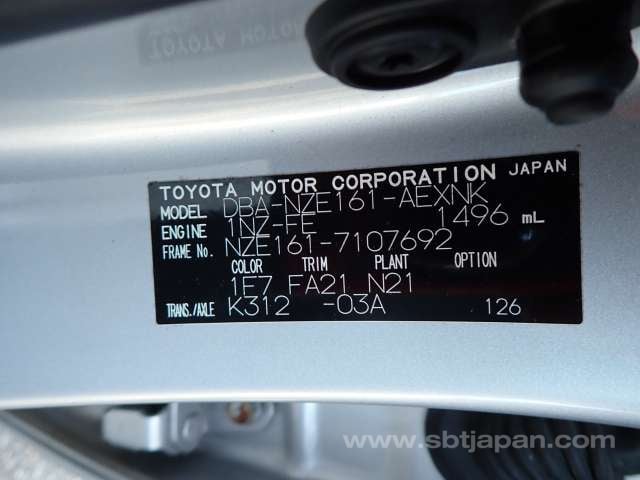 TOYOTA MOTOR CORPORATION JAPAN
MODEL DBA-NZE161-AEXNK
ENGINE 1NZ-FE 1496 mL
FRAME No. NZE161-7107692
COLOR TRIM PLANT OPTION
1E7 FA21 N21
TRANS./AXLE K312 -03A 126
www.sbtjapan.com